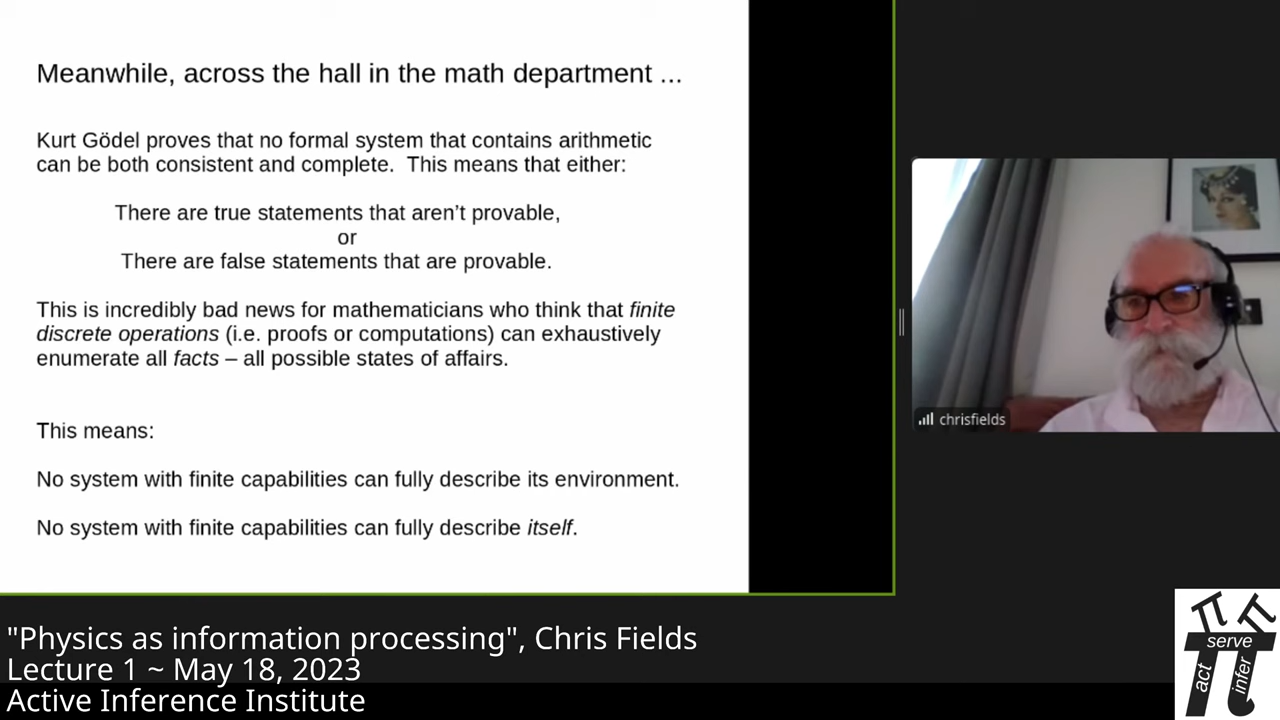 Meanwhile, across the hall in the math department ...
Kurt Gödel proves that no formal system that contains arithmetic
can be both consistent and complete.  This means that either:
There are true statements that aren't provable,
or
There are false statements that are provable.
This is incredibly bad news for mathematicians who think that finite
discrete operations (i.e. proofs or computations) can exhaustively
enumerate all facts – all possible states of affairs.
This means:
No system with finite capabilities can fully describe its environment.
No system with finite capabilities can fully describe itself.
chrisfields
"Physics as information processing", Chris Fields
Lecture 1 ~ May 18, 2023
Active Inference Institute
serve
act
infer